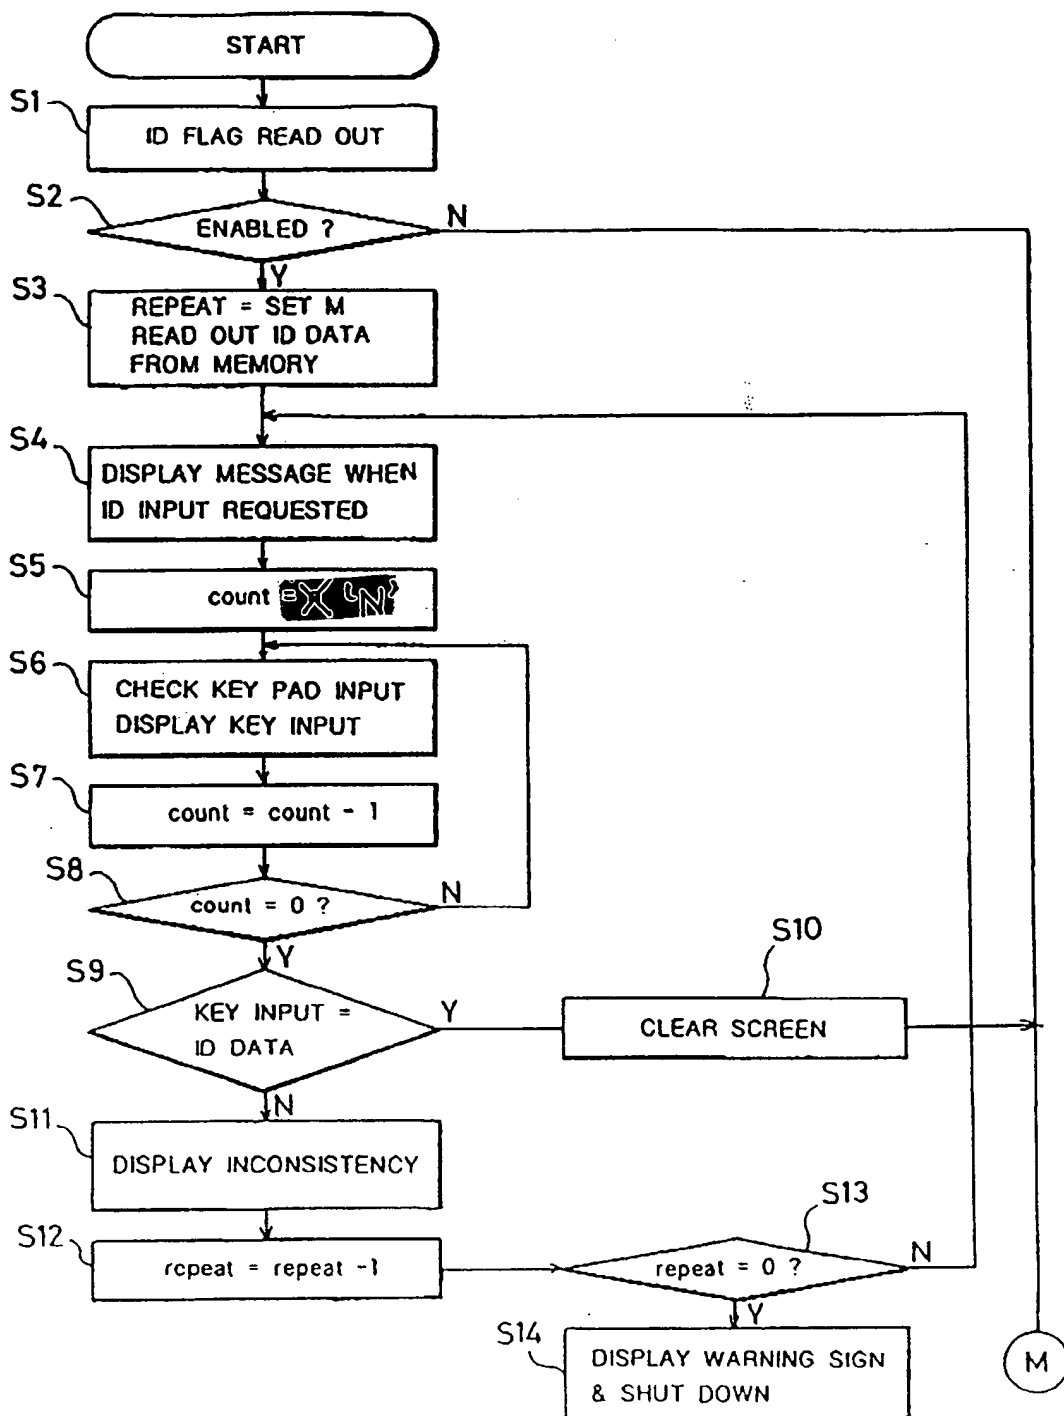 START
S1
ID FLAG READ OUT
S2
ENABLED ?
N
Y
S3
REPEAT = SET M
READ OUT ID DATA
FROM MEMORY
S4
DISPLAY MESSAGE WHEN
ID INPUT REQUESTED
S5
count = X 'N'
S6
CHECK KEY PAD INPUT
DISPLAY KEY INPUT
S7
count = count - 1
S8
count = 0 ?
N
Y
S9
KEY INPUT =
ID DATA
Y
S10
CLEAR SCREEN
N
S11
DISPLAY INCONSISTENCY
S12
repeat = repeat -1
S13
repeat = 0 ?
N
Y
S14
DISPLAY WARNING SIGN
& SHUT DOWN
M